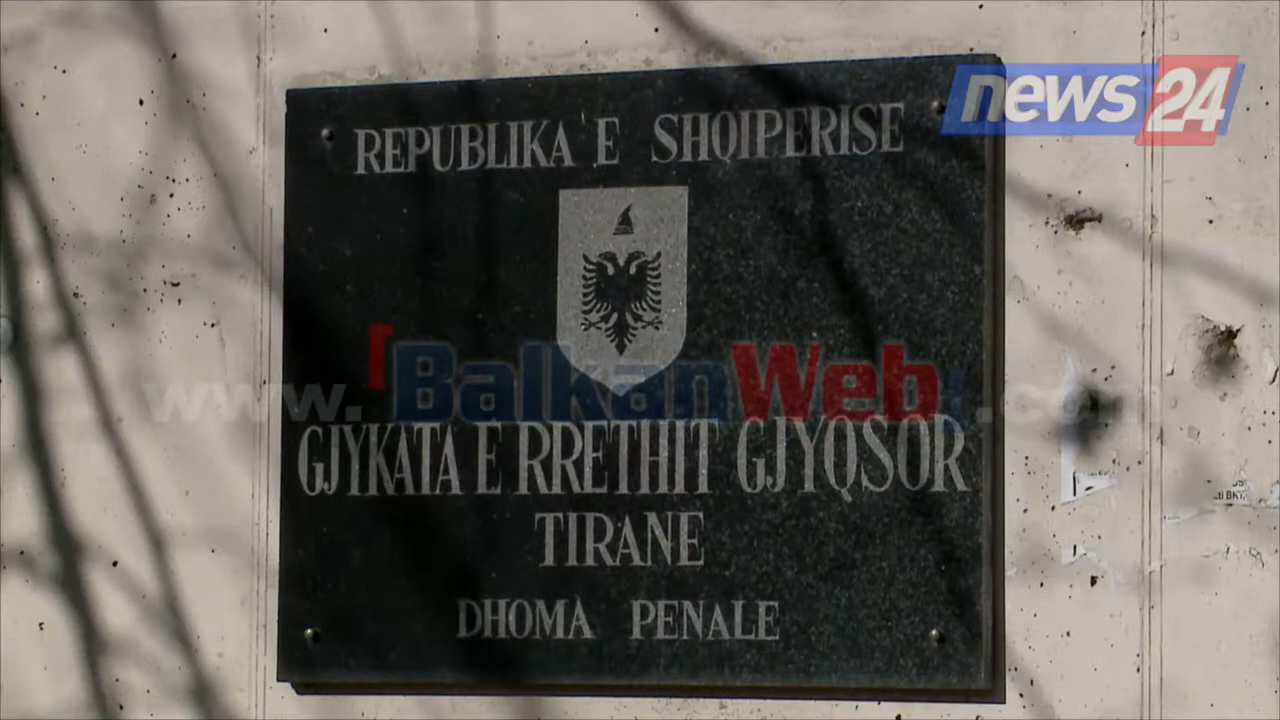 news24
REPUBLIKA E SHQIPERISE
www.BalkanWeb.com
GJYKATA E RRETHIT GJYQSOR
TIRANE
DHOMA PENALE